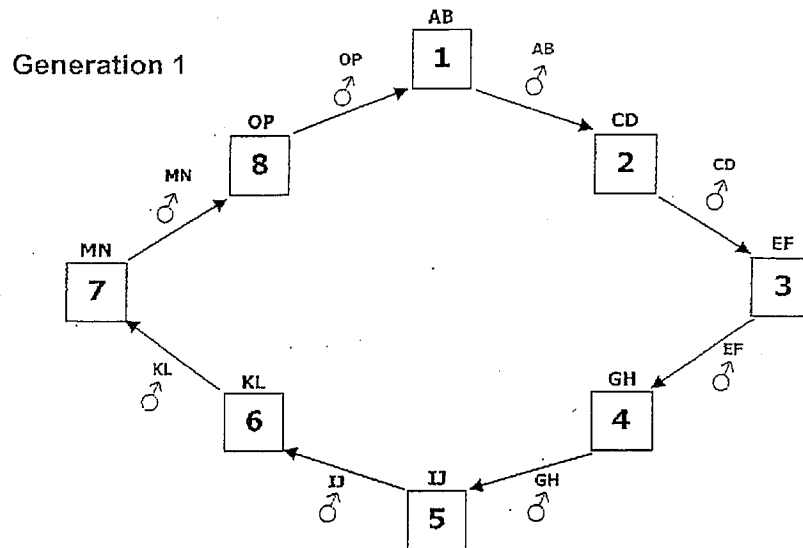 Generation 1
AB
1
OP
♂
AB
♂
OP
8
CD
2
MN
♂
CD
♂
MN
7
EF
3
KL
♂
EF
♂
KL
6
GH
4
IJ
♂
IJ
5
GH
♂